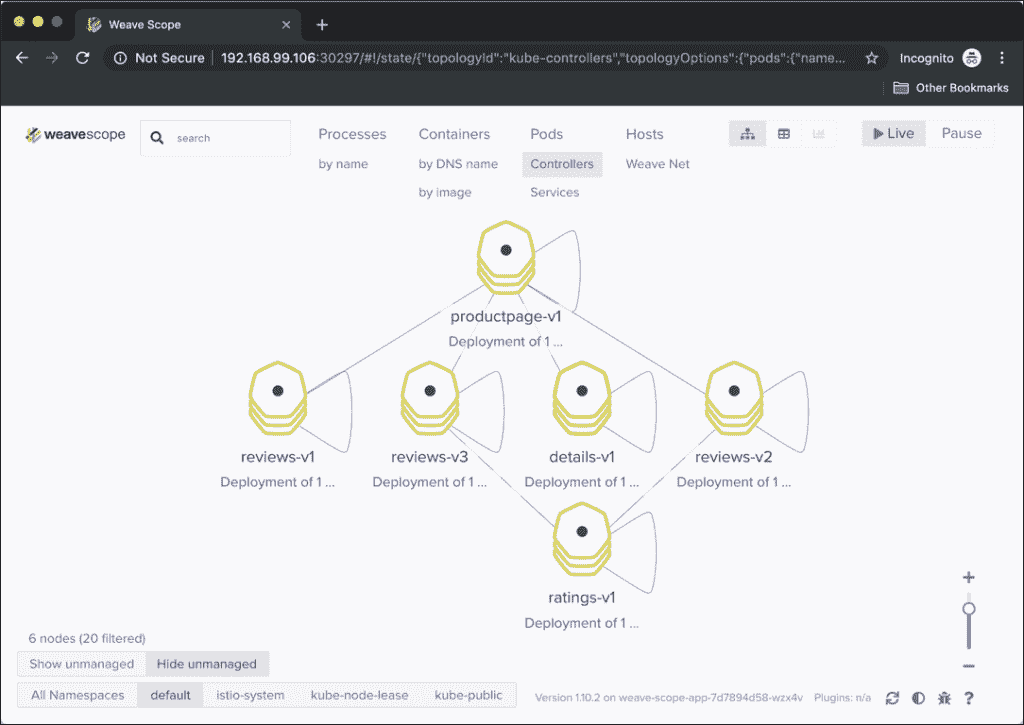 Weave Scope
Not Secure 192.168.99.106:30297/#!/state/{"topologyId":"kube-controllers","topologyOptions":{"pods":{"name...
Incognito
Other Bookmarks
weavescope
search
Processes Containers Pods Hosts
Live Pause
by name by DNS name Controllers Weave Net
by image Services
productpage-v1
Deployment of 1 ...
reviews-v1 reviews-v3 details-v1 reviews-v2
Deployment of 1 ... Deployment of 1 ... Deployment of 1 ... Deployment of 1 ...
ratings-v1
Deployment of 1 ...
6 nodes (20 filtered)
Show unmanaged Hide unmanaged
All Namespaces default istio-system kube-node-lease kube-public
Version 1.10.2 on weave-scope-app-7d7894d58-wzx4v Plugins: n/a